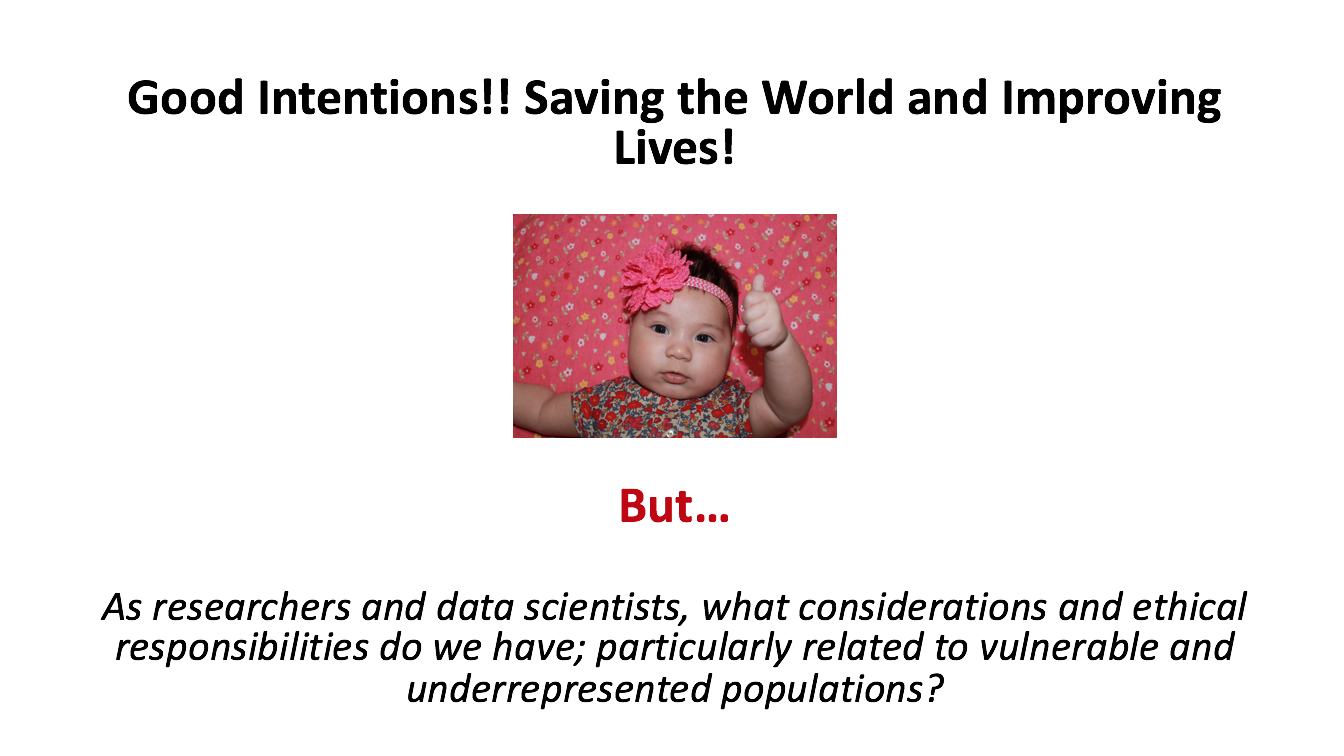 Good Intentions!! Saving the World and Improving
Lives!
But...
As researchers and data scientists, what considerations and ethical
responsibilities do we have; particularly related to vulnerable and
underrepresented populations?